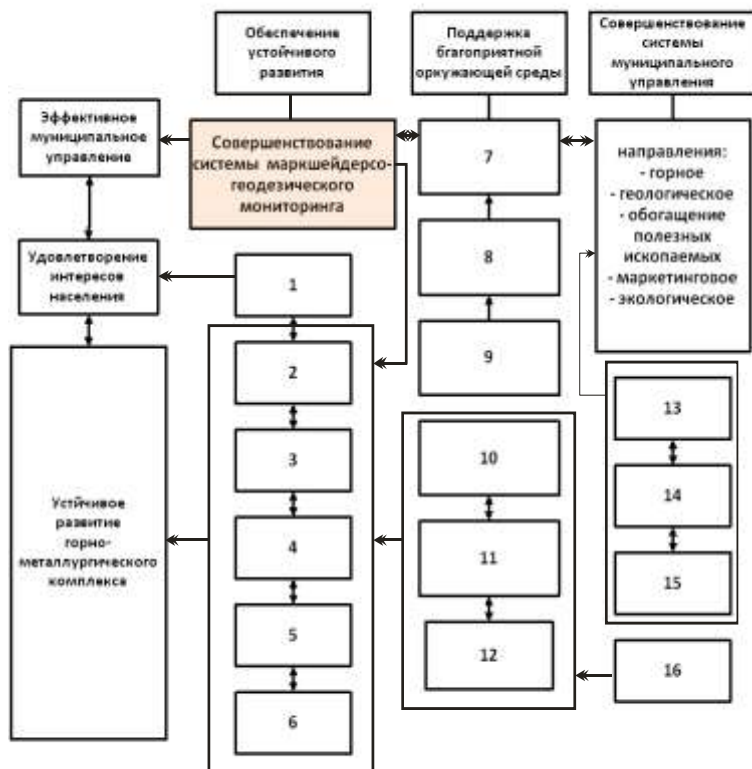 Обеспечение
устойчивого
развития
Поддержка
благоприятной
оркужающей среды
Совершенствование
системы
муниципального
управления
Эффективное
муниципальное
управление
Совершенствование
системы маркшейдерсо-
геодезического
мониторинга
7
направления:
- горное
- геологическое
- обогащение
полезных
ископаемых
- маркетинговое
- экологическое
Удовлетворение
интересов
населения
1
8
2
9
3
10
13
4
11
14
5
12
15
6
16
Устйчивое
развитие
горно-
металлургического
комплекса